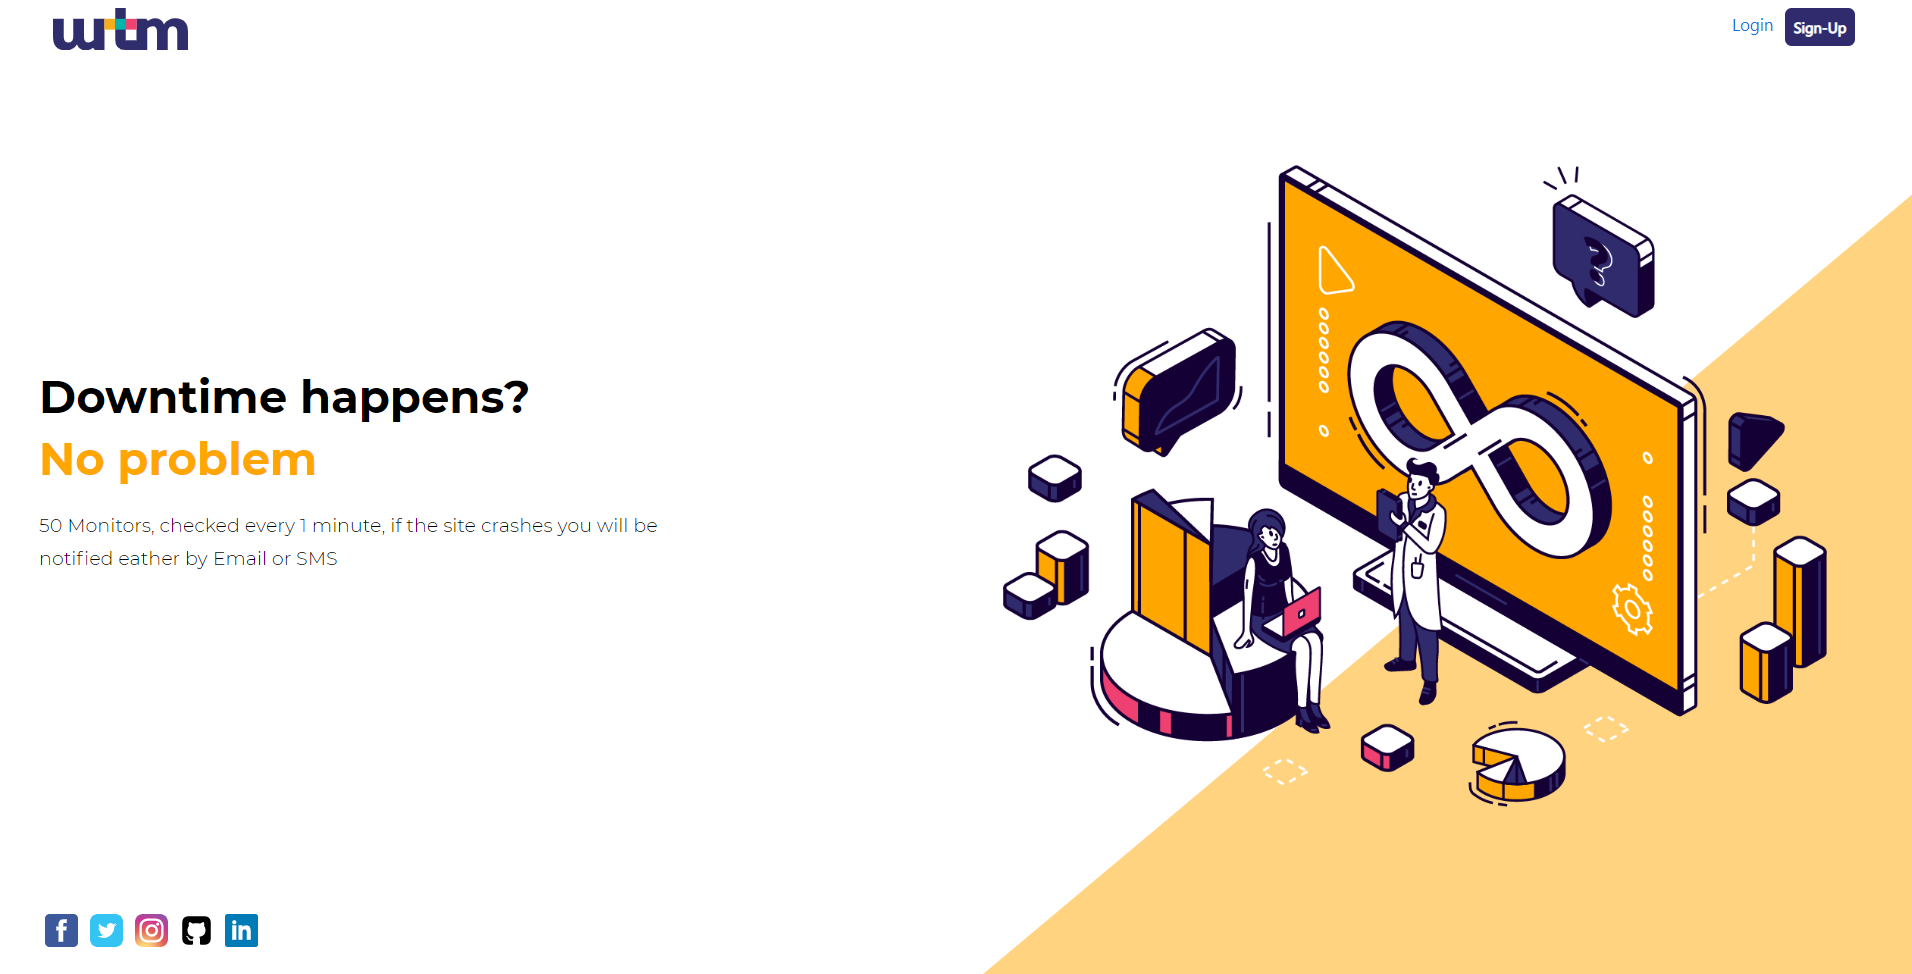 wtm
Login
Sign-Up
Downtime happens?
No problem
50 Monitors, checked every 1 minute, if the site crashes you will be
notified eather by Email or SMS